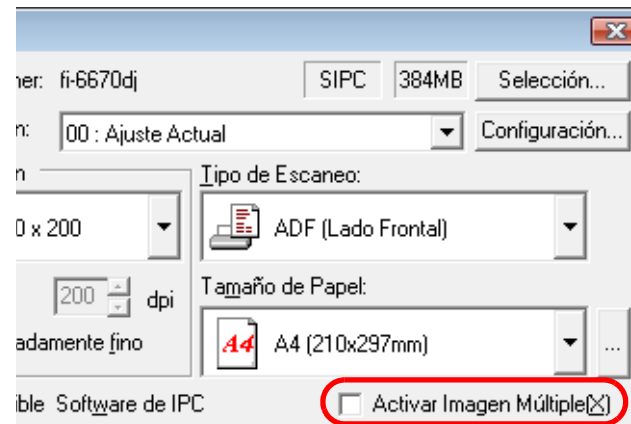 ner: fi-6670dj SIPC 384MB Selección...
n: 00 : Ajuste Actual Configuración...
n Tipo de Escaneo:
0 x 200 ADF (Lado Frontal)
200 dpi Tamaño de Papel:
adamente fino A4 A4 (210x297mm) ...
ible Software de IPC Activar Imagen Múltiple(X)